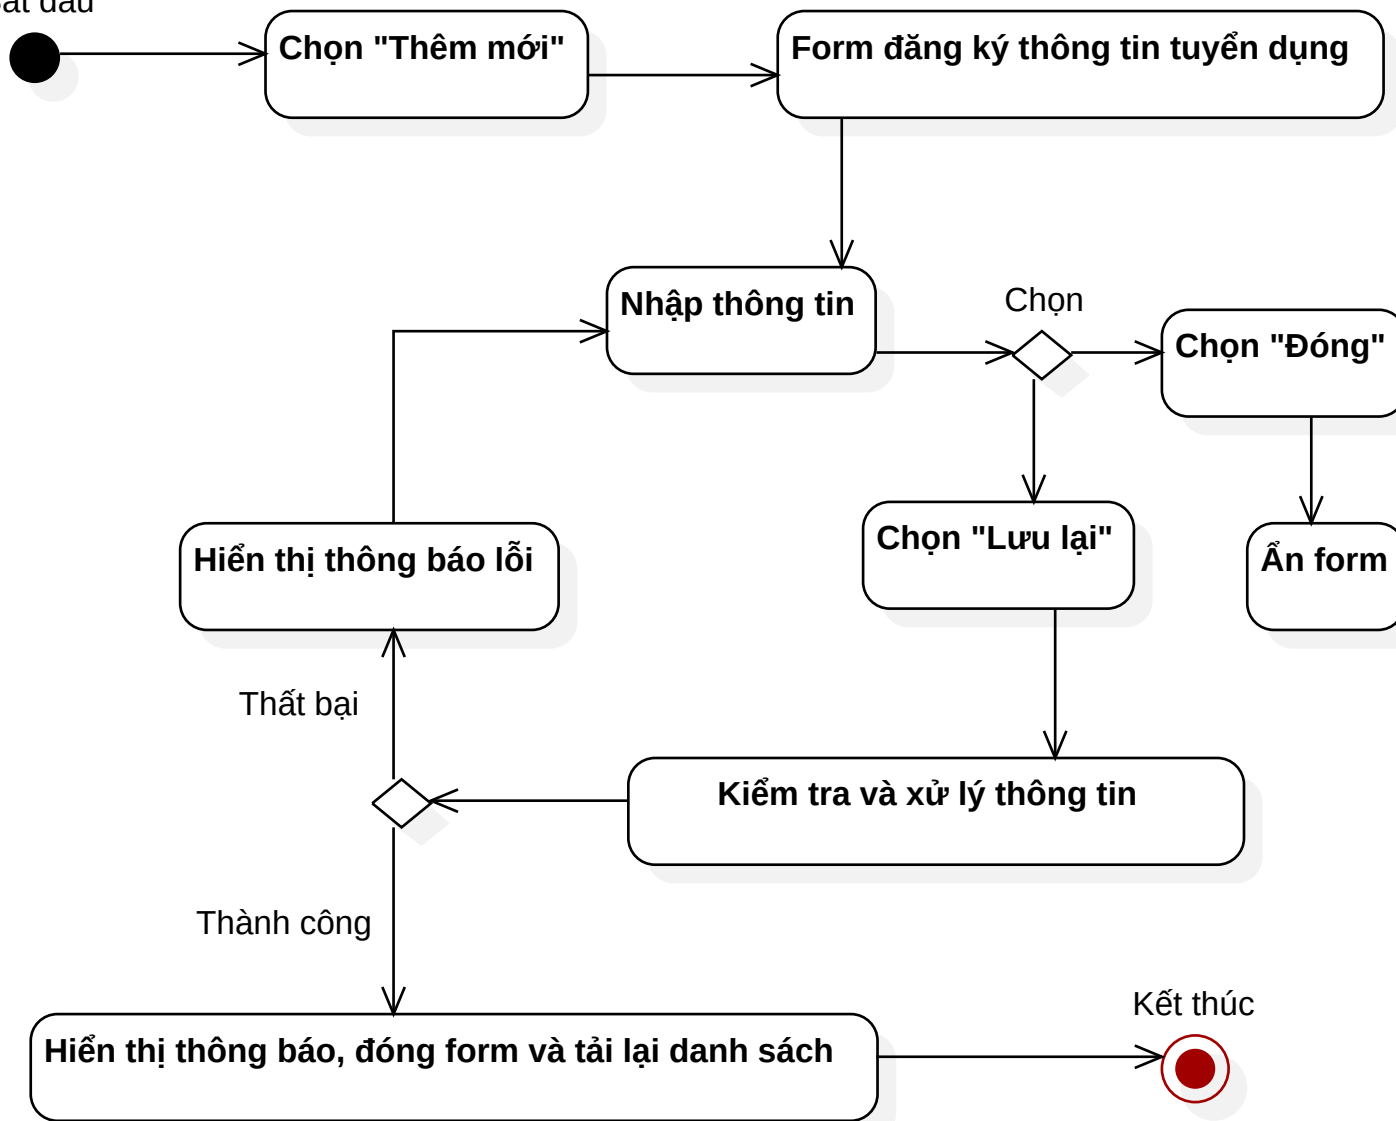 Chọn "Thêm mới"
Form đăng ký thông tin tuyển dụng
Nhập thông tin
Chọn
Chọn "Đóng"
Chọn "Lưu lại"
Hiển thị thông báo lỗi
Ẩn form
Thất bại
Kiểm tra và xử lý thông tin
Thành công
Kết thúc
Hiển thị thông báo, đóng form và tải lại danh sách